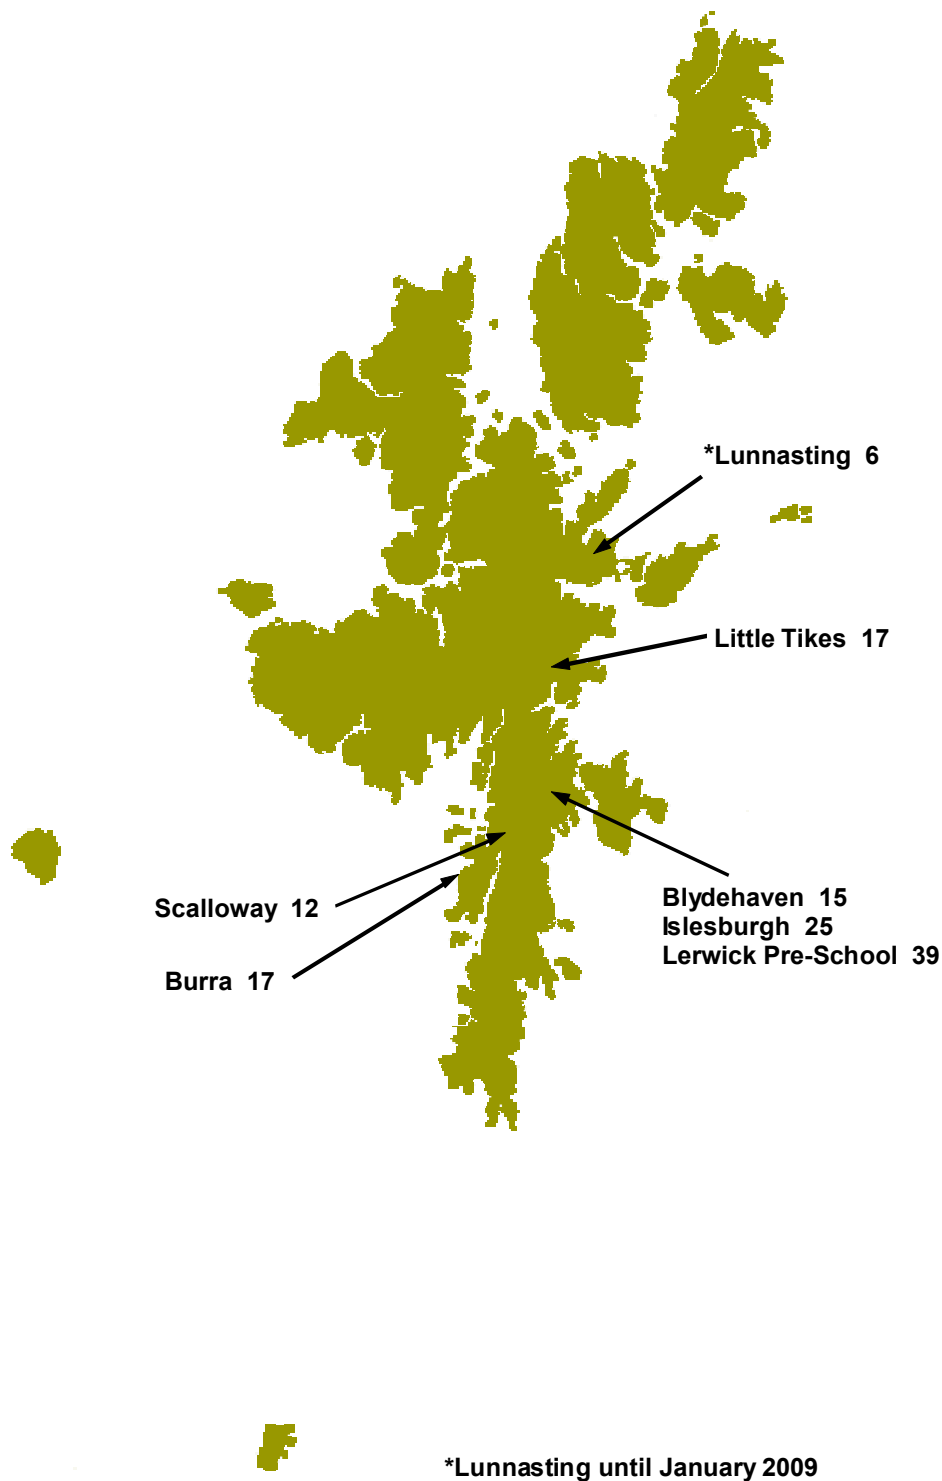 *Lunnasting 6
Little Tikes 17
Scalloway 12
Blydehaven 15
Islesburgh 25
Lerwick Pre-School 39
Burra 17
*Lunnasting until January 2009